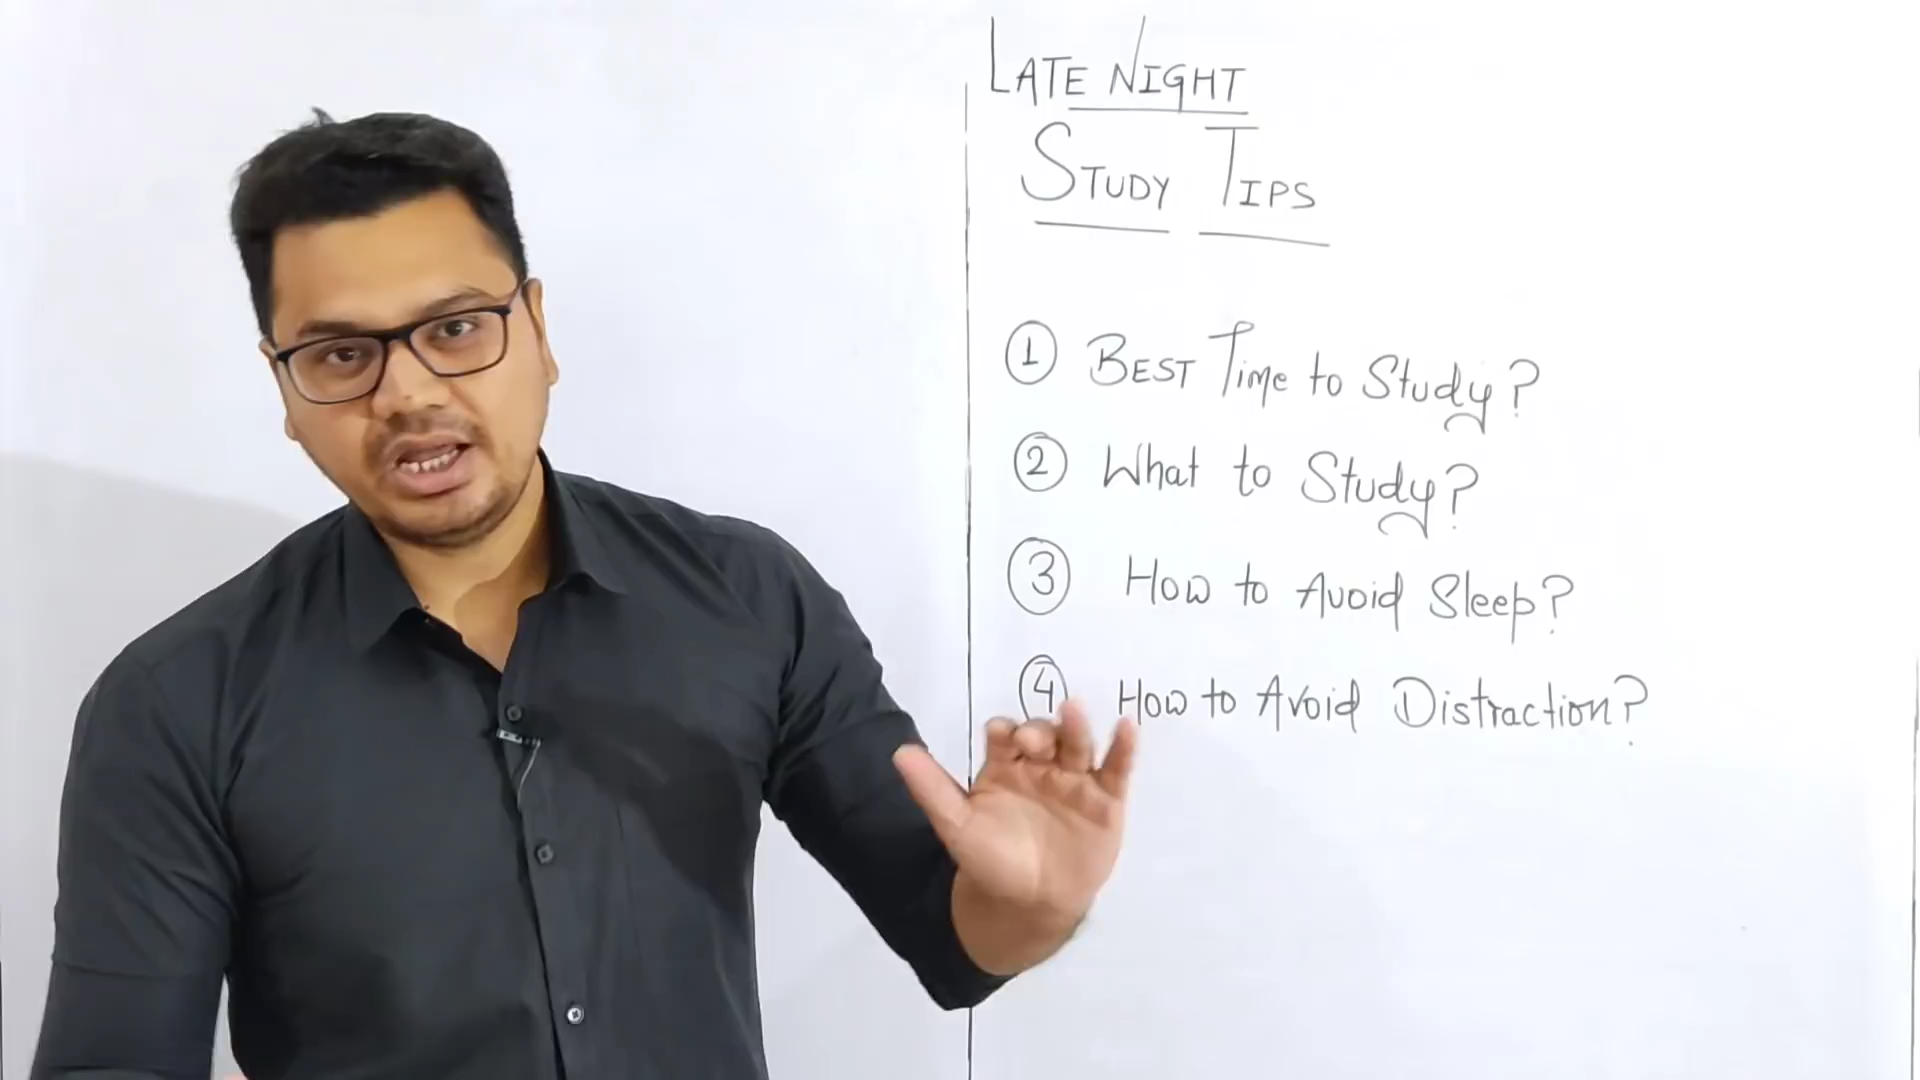 LATE NIGHT
STUDY TIPS
① BEST Time to Study?
② What to Study?
③ How to Avoid Sleep?
④ How to Avoid Distraction?